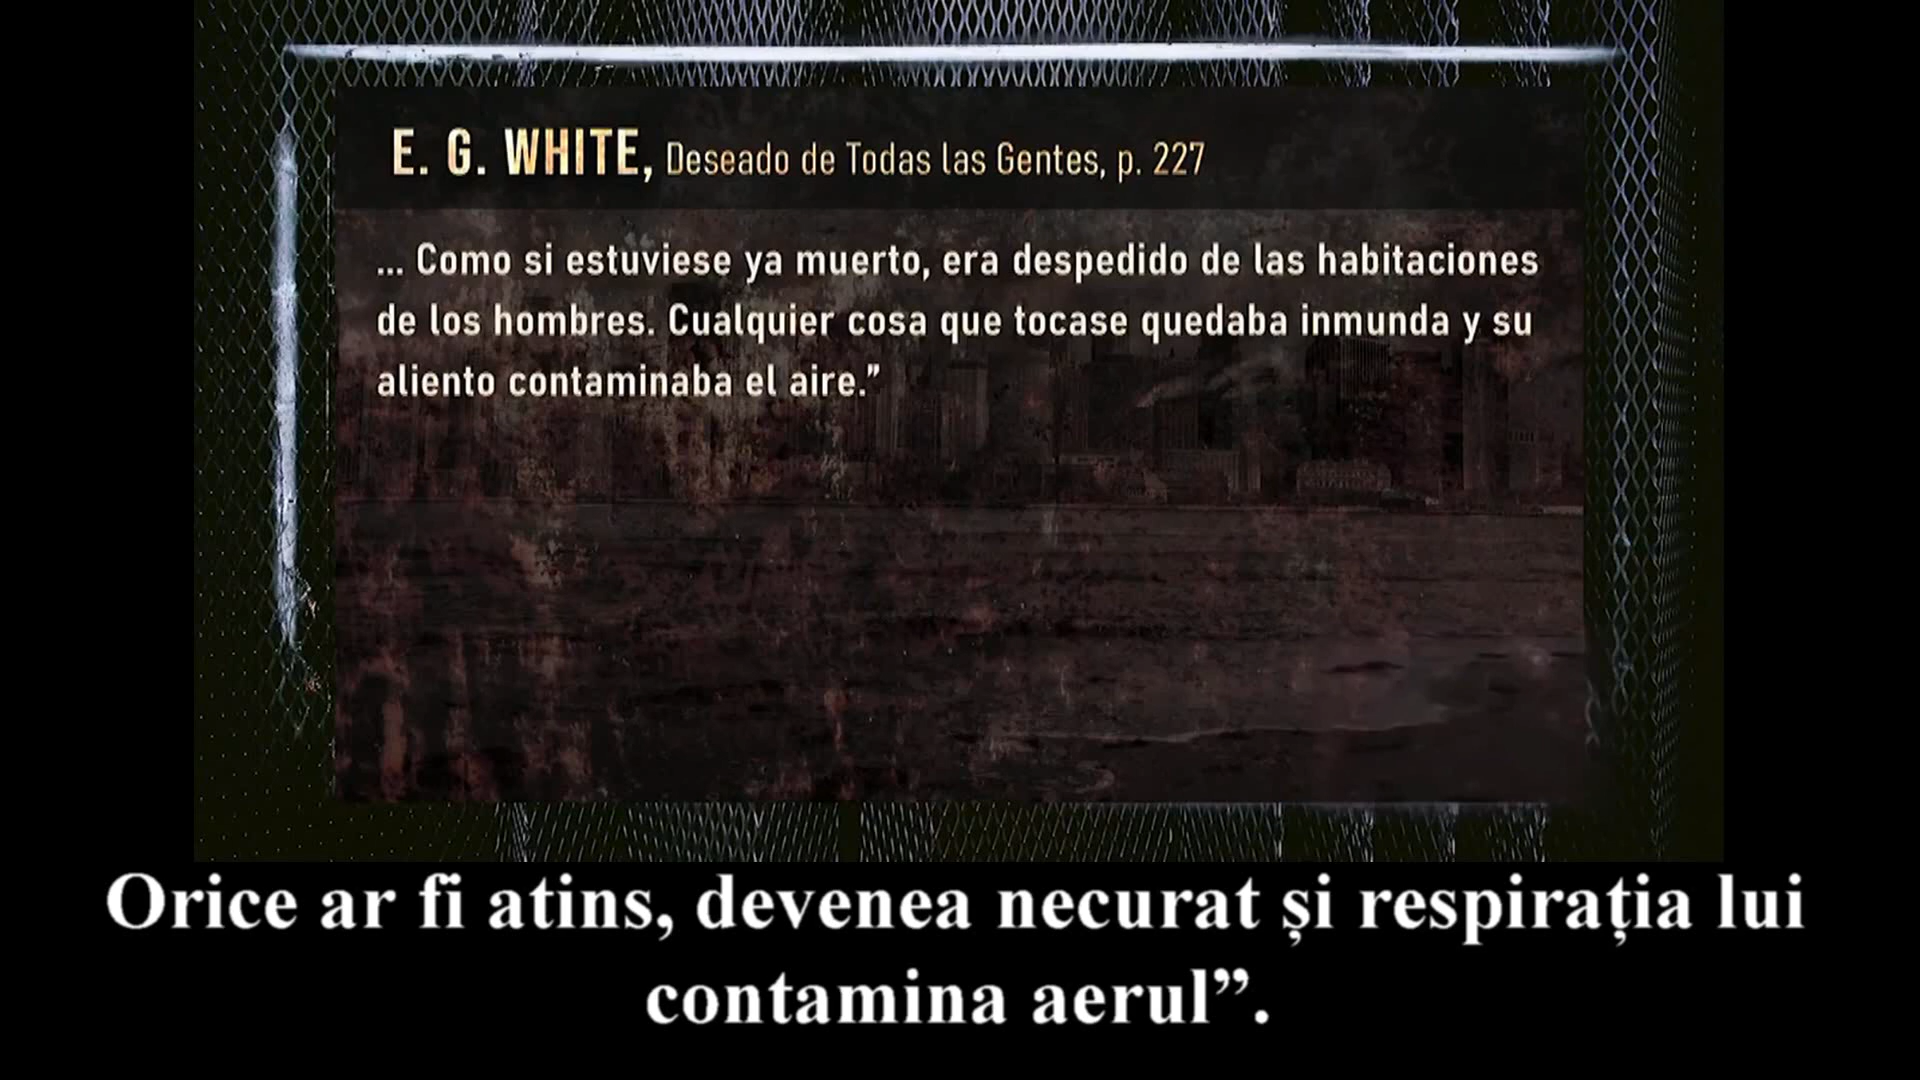 E. G. WHITE, Deseado de Todas las Gentes, p. 227
... Como si estuviese ya muerto, era despedido de las habitaciones
de los hombres. Cualquier cosa que tocase quedaba inmunda y su
aliento contaminaba el aire.”
Orice ar fi atins, devenea necurat și respirația lui
contamina aerul”.